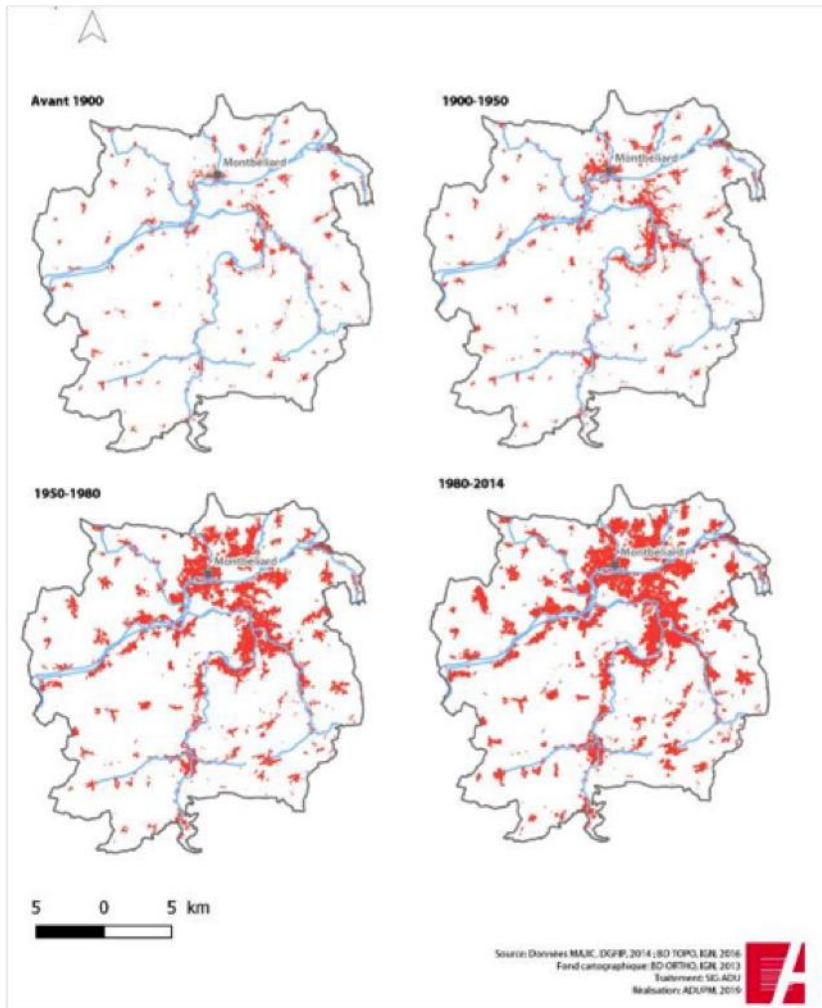 Avant 1900
1900-1950
Montbéliard
Montbéliard
1950-1980
1980-2014
Montbéliard
Montbéliard
5 0 5 km
Source: Données MAJIC, DGFIP, 2014 ; BD TOPO, IGN, 2016
Fond cartographique: BD ORTHO, IGN, 2013
Traitement: SIG ADU
Réalisation: ADUPM, 2019